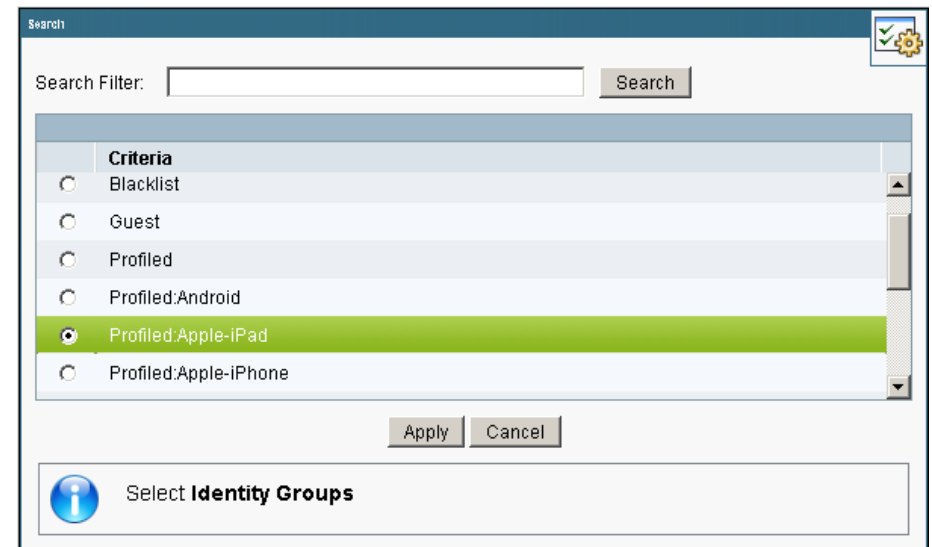 Search
Search Filter: Search
Criteria
Blacklist
Guest
Profiled
Profiled:Android
Profiled:Apple-iPad
Profiled:Apple-iPhone
Apply Cancel
Select Identity Groups